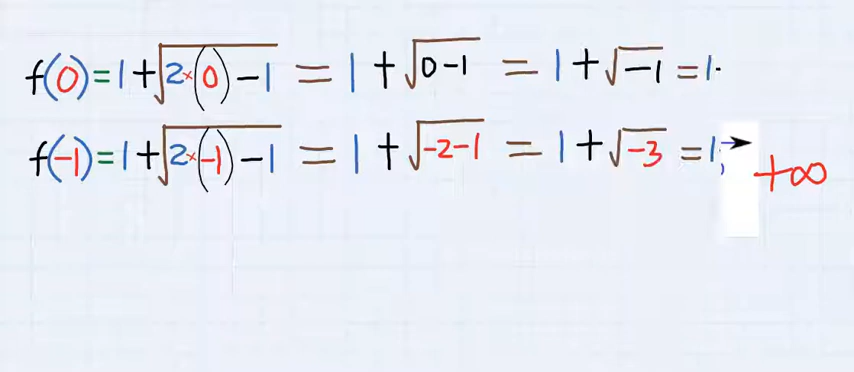 f(0)=1+√2×(0)-1 = 1+√0-1 = 1+√-1 =1
f(-1)=1+√2×(-1)-1 = 1+√-2-1 = 1+√-3 =1
+∞